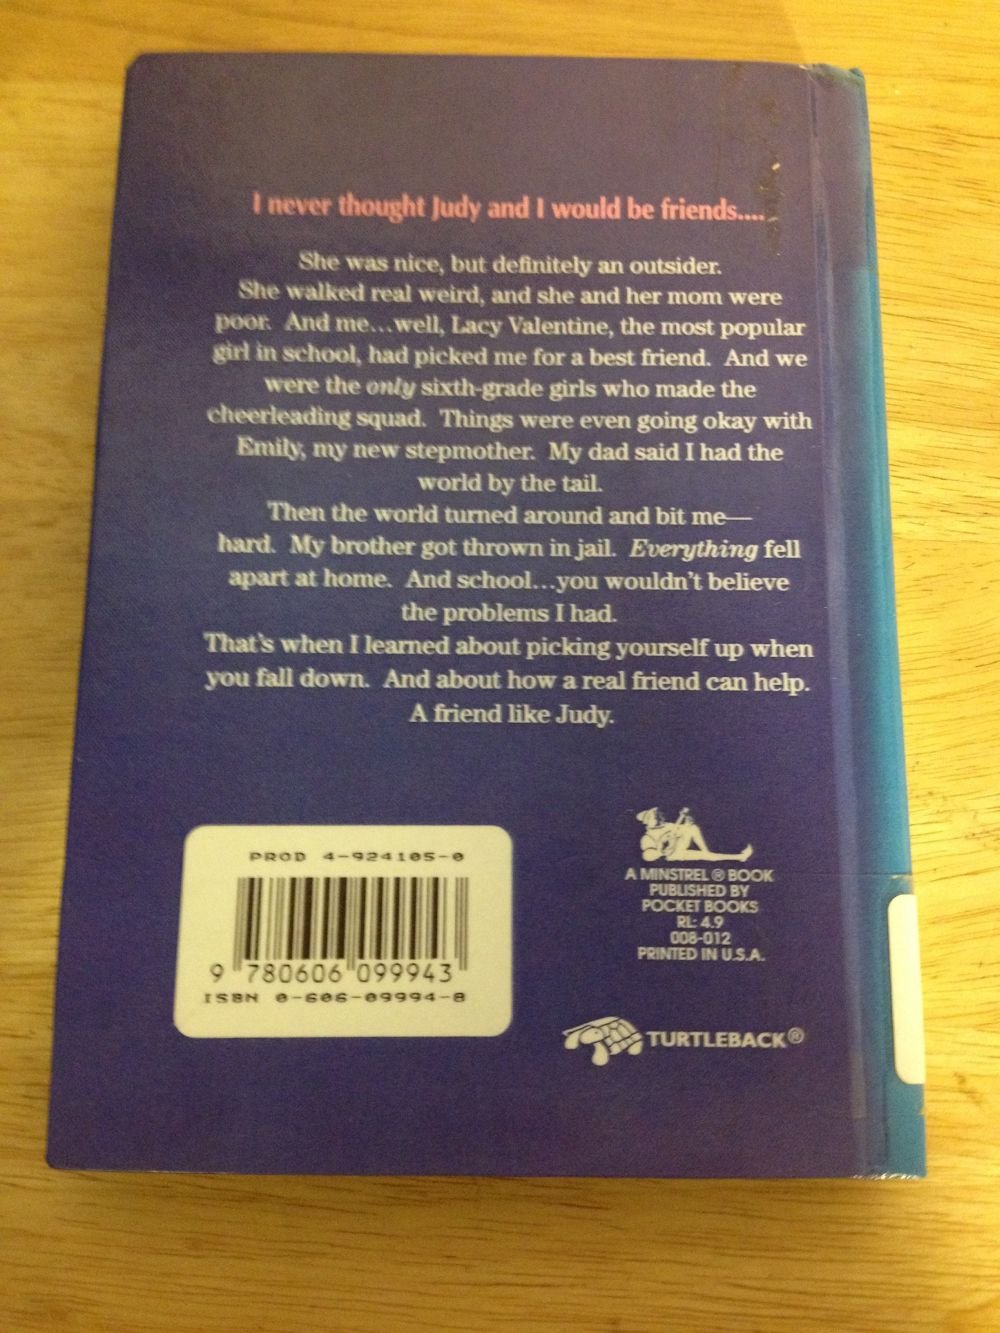 I never thought Judy and I would be friends....
She was nice, but definitely an outsider.
She walked real weird, and she and her mom were
poor. And me...well, Lacy Valentine, the most popular
girl in school, had picked me for a best friend. And we
were the only sixth-grade girls who made the
cheerleading squad. Things were even going okay with
Emily, my new stepmother. My dad said I had the
world by the tail.
Then the world turned around and bit me—
hard. My brother got thrown in jail. Everything fell
apart at home. And school...you wouldn't believe
the problems I had.
That's when I learned about picking yourself up when
you fall down. And about how a real friend can help.
A friend like Judy.
PROD 4-924105-0
9 780606 099943
ISBN 0-606-09994-8
A MINSTREL ® BOOK
PUBLISHED BY
POCKET BOOKS
RL: 4.9
008-012
PRINTED IN U.S.A.
TURTLEBACK®